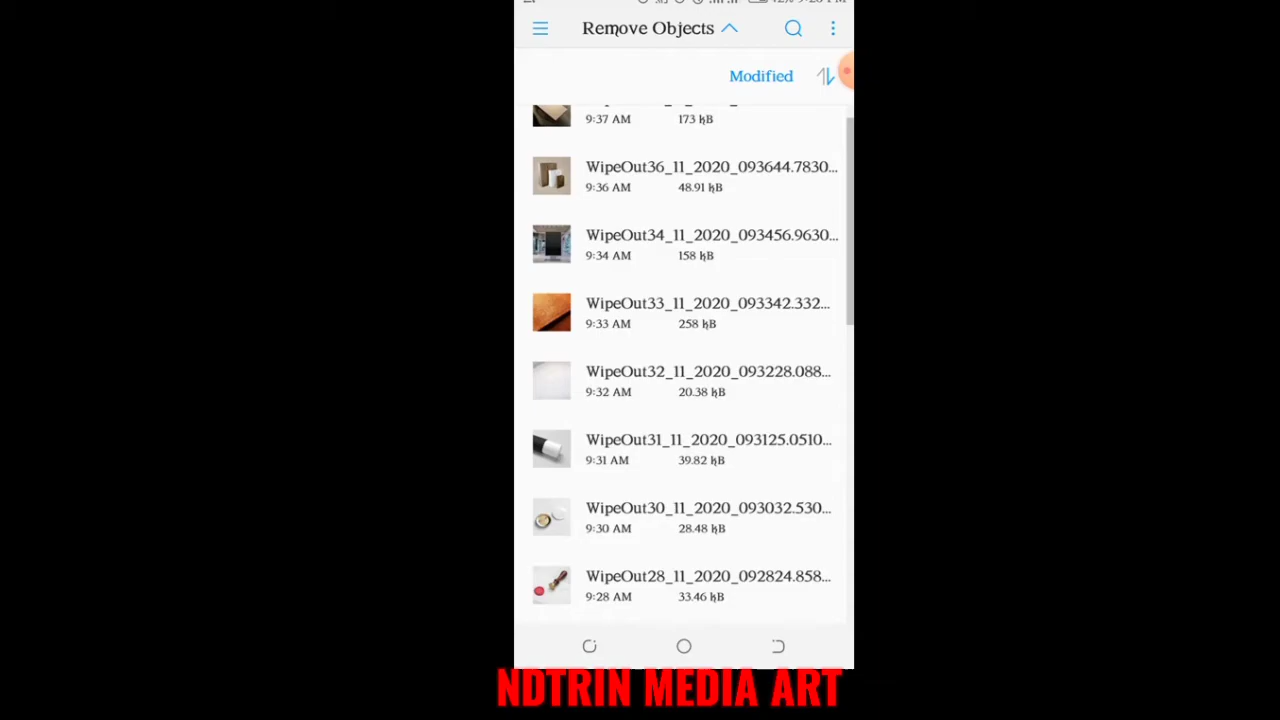 Remove Objects
Modified
9:37 AM 173 kB
WipeOut36_11_2020_093644.7830...
9:36 AM 48.91 kB
WipeOut34_11_2020_093456.9630...
9:34 AM 158 kB
WipeOut33_11_2020_093342.332...
9:33 AM 258 kB
WipeOut32_11_2020_093228.088...
9:32 AM 20.38 kB
WipeOut31_11_2020_093125.0510...
9:31 AM 39.82 kB
WipeOut30_11_2020_093032.530...
9:30 AM 28.48 kB
WipeOut28_11_2020_092824.858...
9:28 AM 33.46 kB
NDTRIN MEDIA ART